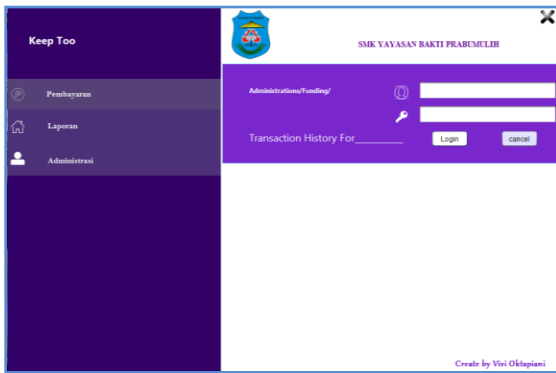 Keep Too
SMK YAYASAN BAKTI PRABUMULIH
Pembayaran
Laporan
Administrasi
Administrations/Funding/
Transaction History For________
Login
cancel
Create by Vivi Oktapiani